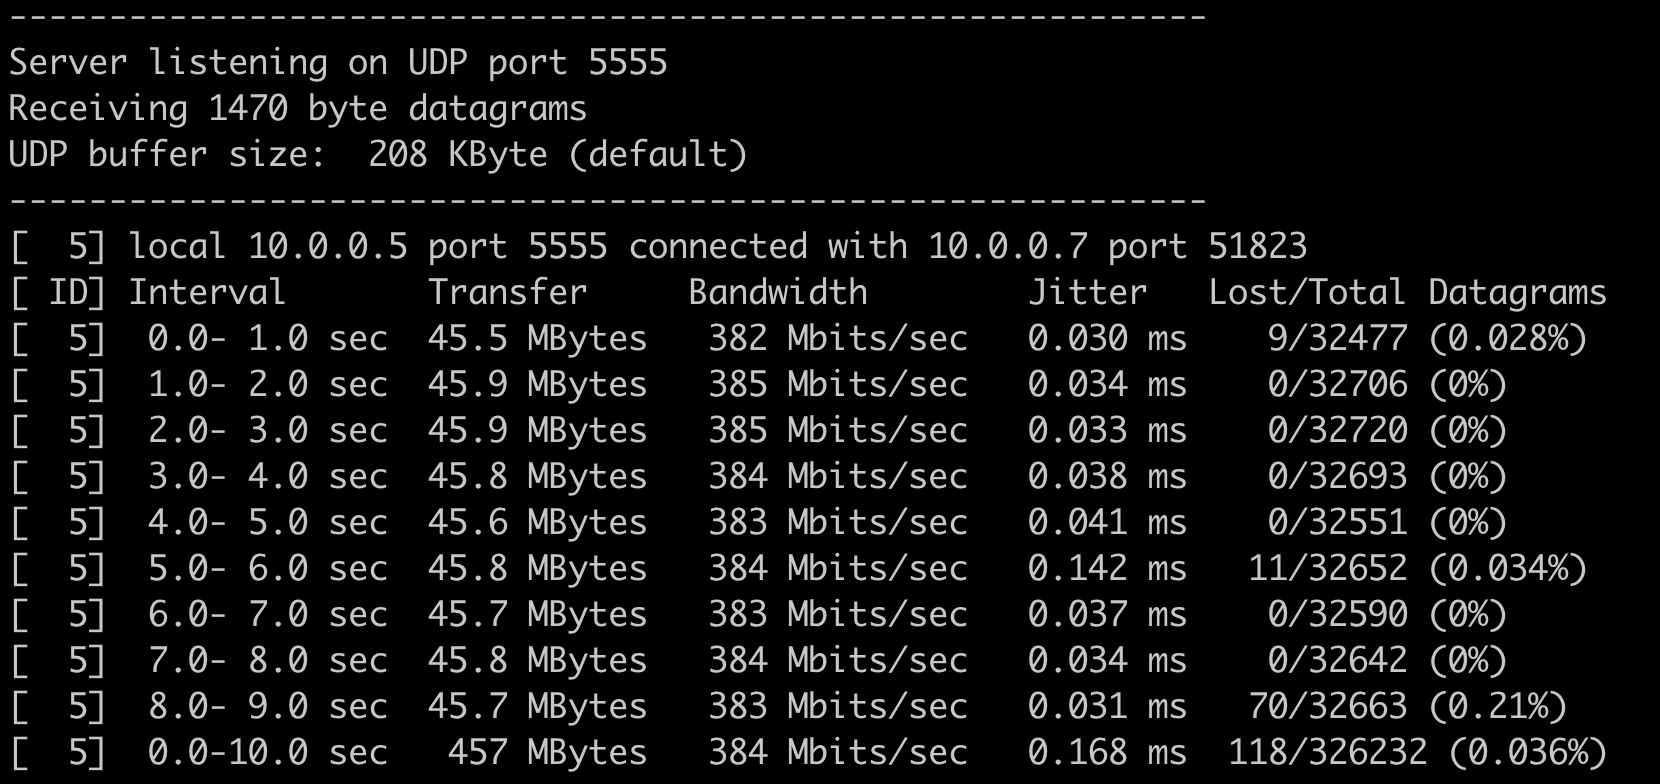 ------------------------------------------------------------
Server listening on UDP port 5555
Receiving 1470 byte datagrams
UDP buffer size:  208 KByte (default)
------------------------------------------------------------
[  5] local 10.0.0.5 port 5555 connected with 10.0.0.7 port 51823
[ ID] Interval       Transfer     Bandwidth        Jitter   Lost/Total Datagrams
[  5]  0.0- 1.0 sec  45.5 MBytes   382 Mbits/sec   0.030 ms    9/32477 (0.028%)
[  5]  1.0- 2.0 sec  45.9 MBytes   385 Mbits/sec   0.034 ms    0/32706 (0%)
[  5]  2.0- 3.0 sec  45.9 MBytes   385 Mbits/sec   0.033 ms    0/32720 (0%)
[  5]  3.0- 4.0 sec  45.8 MBytes   384 Mbits/sec   0.038 ms    0/32693 (0%)
[  5]  4.0- 5.0 sec  45.6 MBytes   383 Mbits/sec   0.041 ms    0/32551 (0%)
[  5]  5.0- 6.0 sec  45.8 MBytes   384 Mbits/sec   0.142 ms   11/32652 (0.034%)
[  5]  6.0- 7.0 sec  45.7 MBytes   383 Mbits/sec   0.037 ms    0/32590 (0%)
[  5]  7.0- 8.0 sec  45.8 MBytes   384 Mbits/sec   0.034 ms    0/32642 (0%)
[  5]  8.0- 9.0 sec  45.7 MBytes   383 Mbits/sec   0.031 ms   70/32663 (0.21%)
[  5]  0.0-10.0 sec   457 MBytes   384 Mbits/sec   0.168 ms  118/326232 (0.036%)